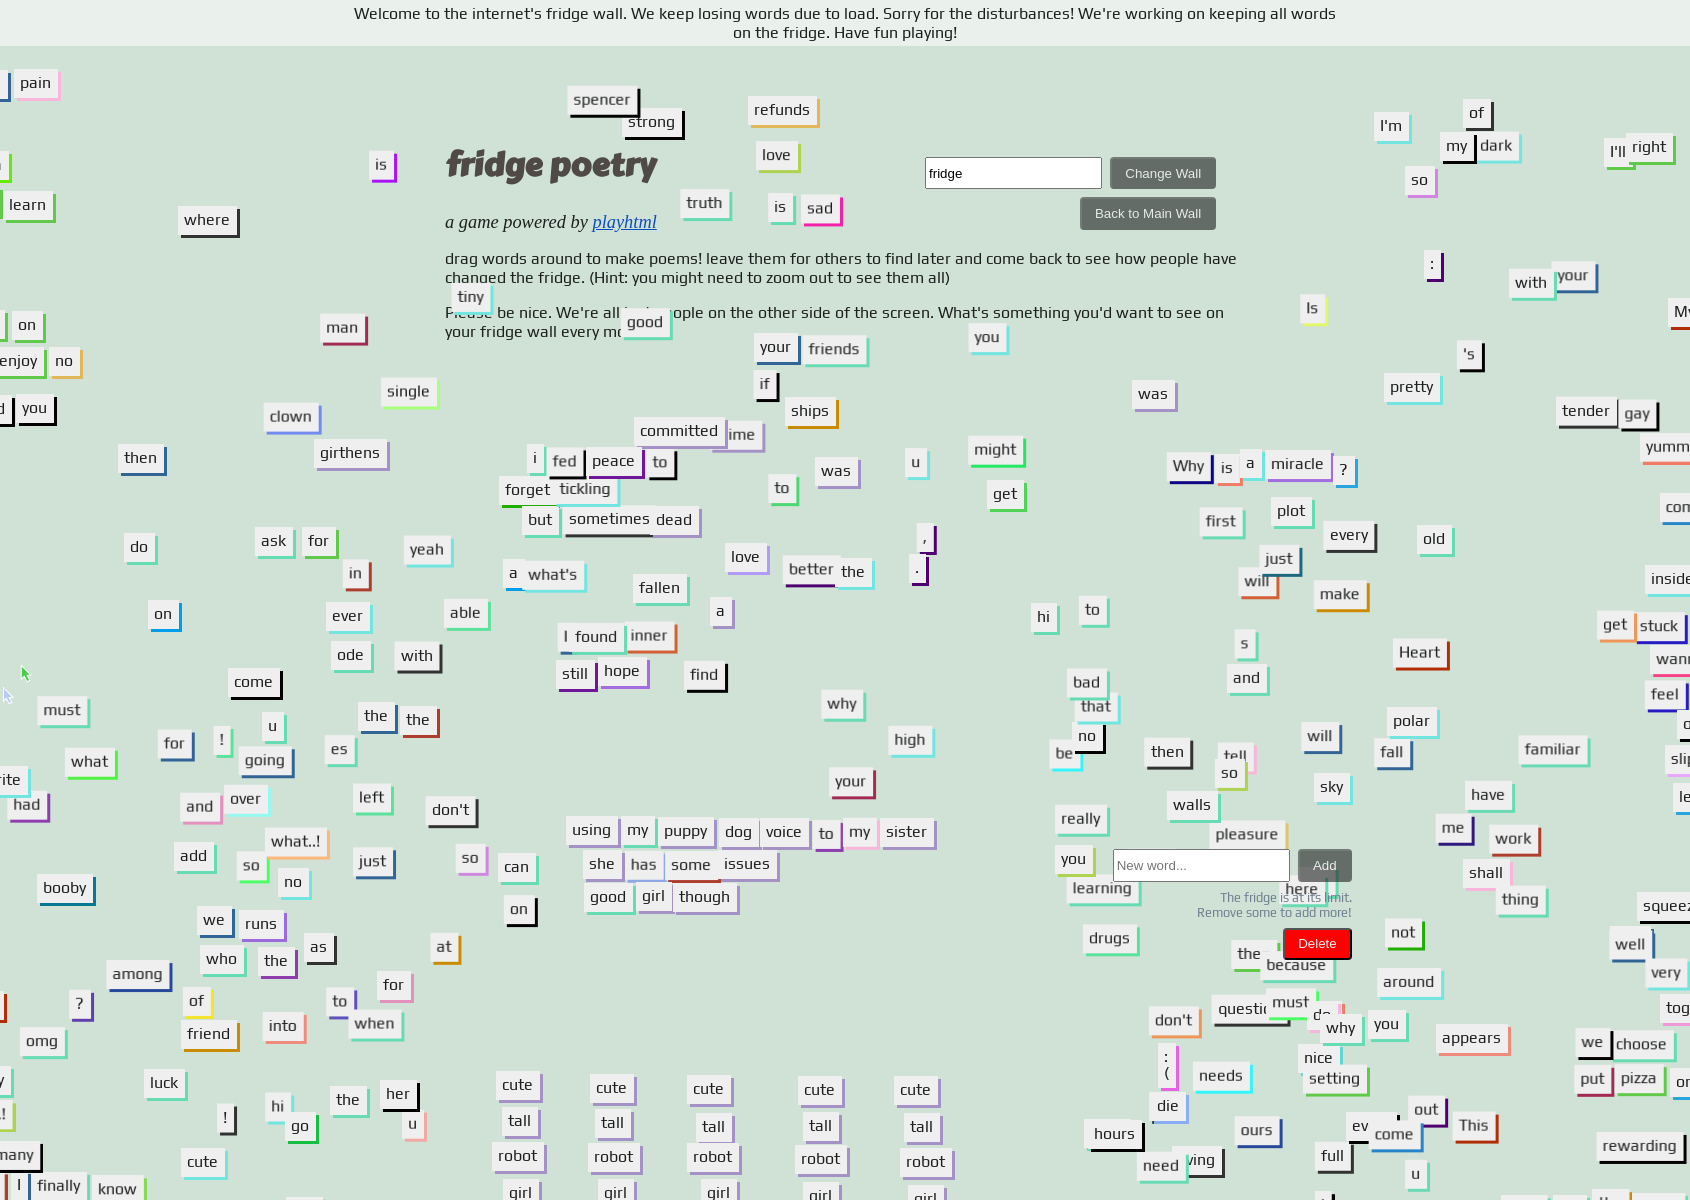 Welcome to the internet's fridge wall. We keep losing words due to load. Sorry for the disturbances! We're working on keeping all words
on the fridge. Have fun playing!
pain
spencer
strong
refunds
love
is
learn
where
fridge poetry
fridge
Change Wall
Back to Main Wall
truth is sad
a game powered by playhtml
I'm
of
my dark
so
I'll right
drag words around to make poems! leave them for others to find later and come back to see how people have
changed the fridge. (Hint: you might need to zoom out to see them all)
:
with your
tiny
Is
Please be nice. We're all
on the other side of the screen. What's something you'd want to see on
your fridge wall every
good
on
man
My
enjoy no
your friends
you
's
if
single
was
pretty
you
clown
ships
tender gay
committed
then
girthens
i fed peace to
was
u
might
Why is a miracle ?
forget tickling
to
get
but sometimes dead
first
plot
every
old
do
ask for
yeah
,
love
better the
.
just
in
a what's
fallen
will
make
inside
on
ever
able
a
hi
to
get stuck
ode
with
I found inner
s
Heart
come
still hope
find
and
bad
feel
must
why
that
the the
for
!
u
es
high
no
be
then
tell
so
will
polar
fall
familiar
what
going
your
sky
had
and
over
left
don't
walls
have
really
using my puppy dog voice to my sister
pleasure
me
work
what..!
add
so
just
so
can
she has some issues
you
New word...
Add
shall
booby
no
learning
here
The fridge is at its limit.
Remove some to add more!
thing
good girl though
on
we
runs
drugs
Delete
not
well
who
the
as
at
the
because
very
among
for
around
?
of
to
must
friend
into
when
don't
why
you
appears
omg
we choose
nice
: (
needs
setting
put pizza
luck
cute cute cute cute cute
hi
the
her
die
out
!
go
u
tall tall tall tall tall
hours
ours
come
This
many
cute
robot robot robot robot robot
need
full
rewarding
u
I finally know
girl girl girl girl girl